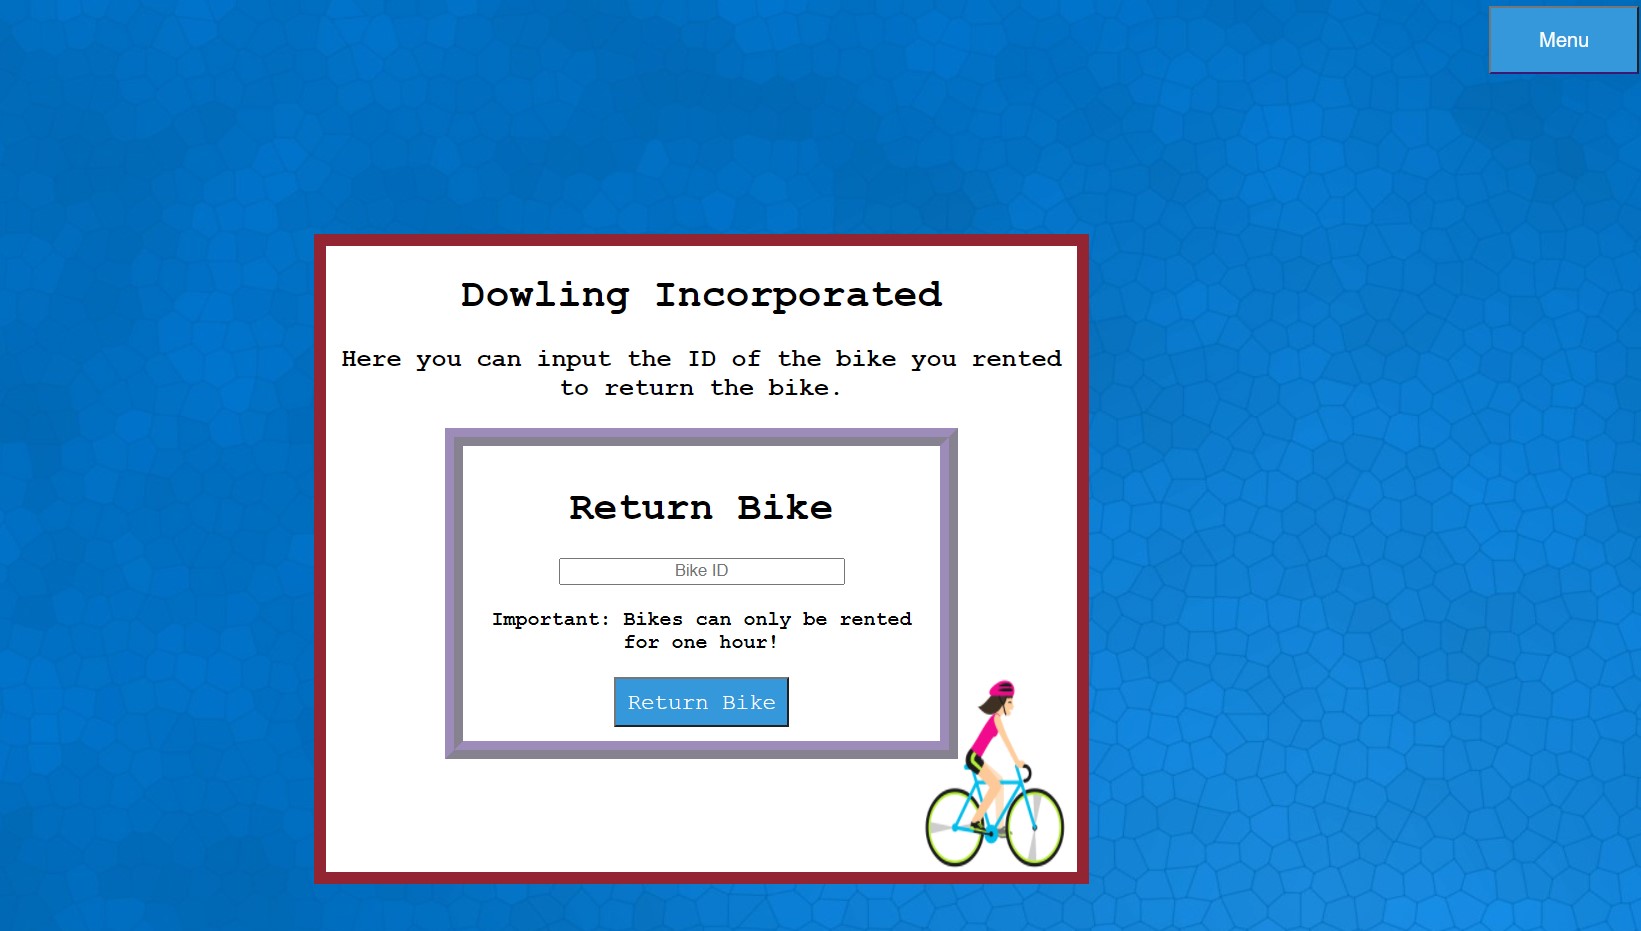 Menu
Dowling Incorporated
Here you can input the ID of the bike you rented
to return the bike.
Return Bike
Bike ID
Important: Bikes can only be rented
for one hour!
Return Bike